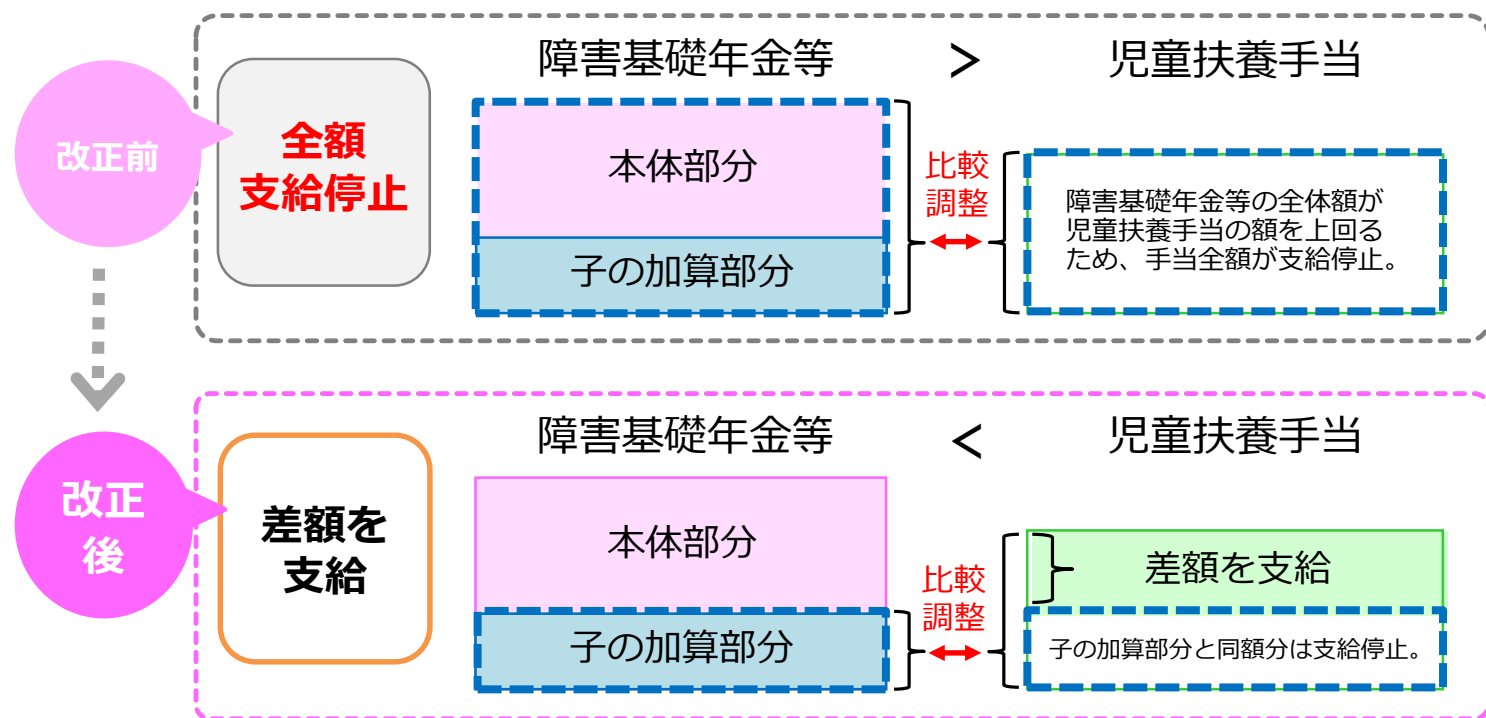 障害基礎年金等 > 児童扶養手当
改正前
全額
支給停止
本体部分
子の加算部分
比較
調整
障害基礎年金等の全体額が
児童扶養手当の額を上回る
ため、手当全額が支給停止。
障害基礎年金等 < 児童扶養手当
改正
後
差額を
支給
本体部分
子の加算部分
比較
調整
差額を支給
子の加算部分と同額分は支給停止。